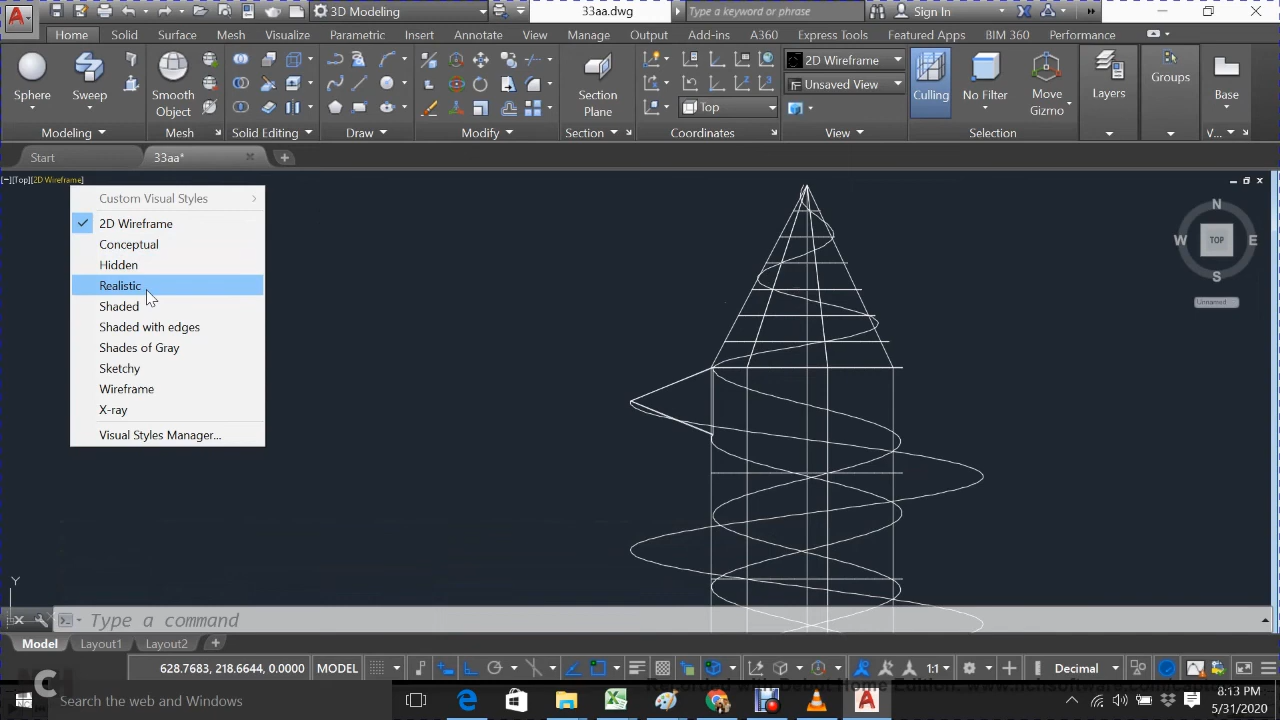 3D Modeling
33aa.dwg
Type a keyword or phrase
Sign In
Home Solid Surface Mesh Visualize Parametric Insert Annotate View Manage Output Add-ins A360 Express Tools Featured Apps BIM 360 Performance
Sphere
Sweep
Smooth
Object
Section
Plane
Top
2D Wireframe
Unsaved View
Culling
No Filter
Move
Gizmo
Layers
Groups
Base
Modeling Mesh Solid Editing Draw Modify Section Coordinates View Selection V...
Start 33aa*
[−][Top][2D Wireframe]
Custom Visual Styles
2D Wireframe
Conceptual
Hidden
Realistic
Shaded
Shaded with edges
Shades of Gray
Sketchy
Wireframe
X-ray
Visual Styles Manager...
N
W TOP E
S
Unnamed
Y
Type a command
Model Layout1 Layout2
628.7683, 218.6644, 0.0000 MODEL 1:1 Decimal
Search the web and Windows
8:13 PM
5/31/2020